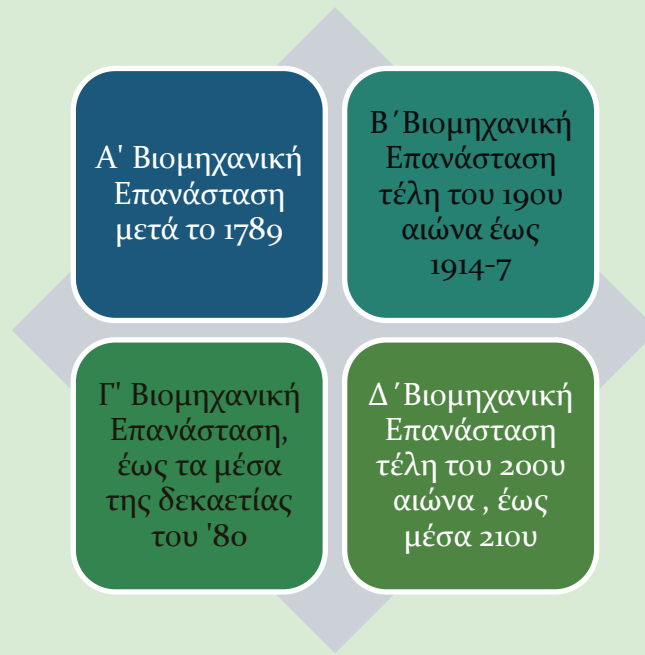 Α' Βιομηχανική
Επανάσταση
μετά το 1789
Β΄Βιομηχανική
Επανάσταση
τέλη του 19ου
αιώνα έως
1914-7
Γ' Βιομηχανική
Επανάσταση,
έως τα μέσα
της δεκαετίας
του '80
Δ ΄Βιομηχανική
Επανάσταση
τέλη του 20ου
αιώνα , έως
μέσα 21ου